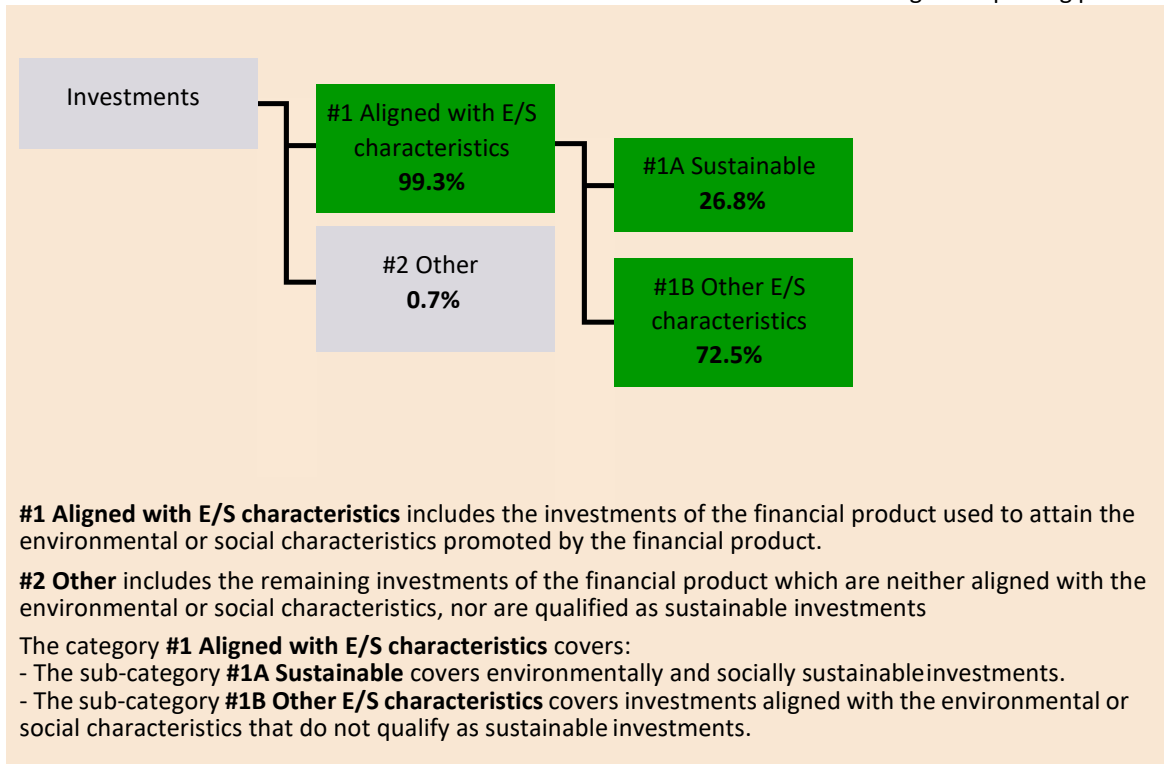 Investments
#1 Aligned with E/S
characteristics
99.3%
#2 Other
0.7%
#1A Sustainable
26.8%
#1B Other E/S
characteristics
72.5%
#1 Aligned with E/S characteristics includes the investments of the financial product used to attain the
environmental or social characteristics promoted by the financial product.
#2 Other includes the remaining investments of the financial product which are neither aligned with the
environmental or social characteristics, nor are qualified as sustainable investments
The category #1 Aligned with E/S characteristics covers:
- The sub-category #1A Sustainable covers environmentally and socially sustainableinvestments.
- The sub-category #1B Other E/S characteristics covers investments aligned with the environmental or
social characteristics that do not qualify as sustainable investments.